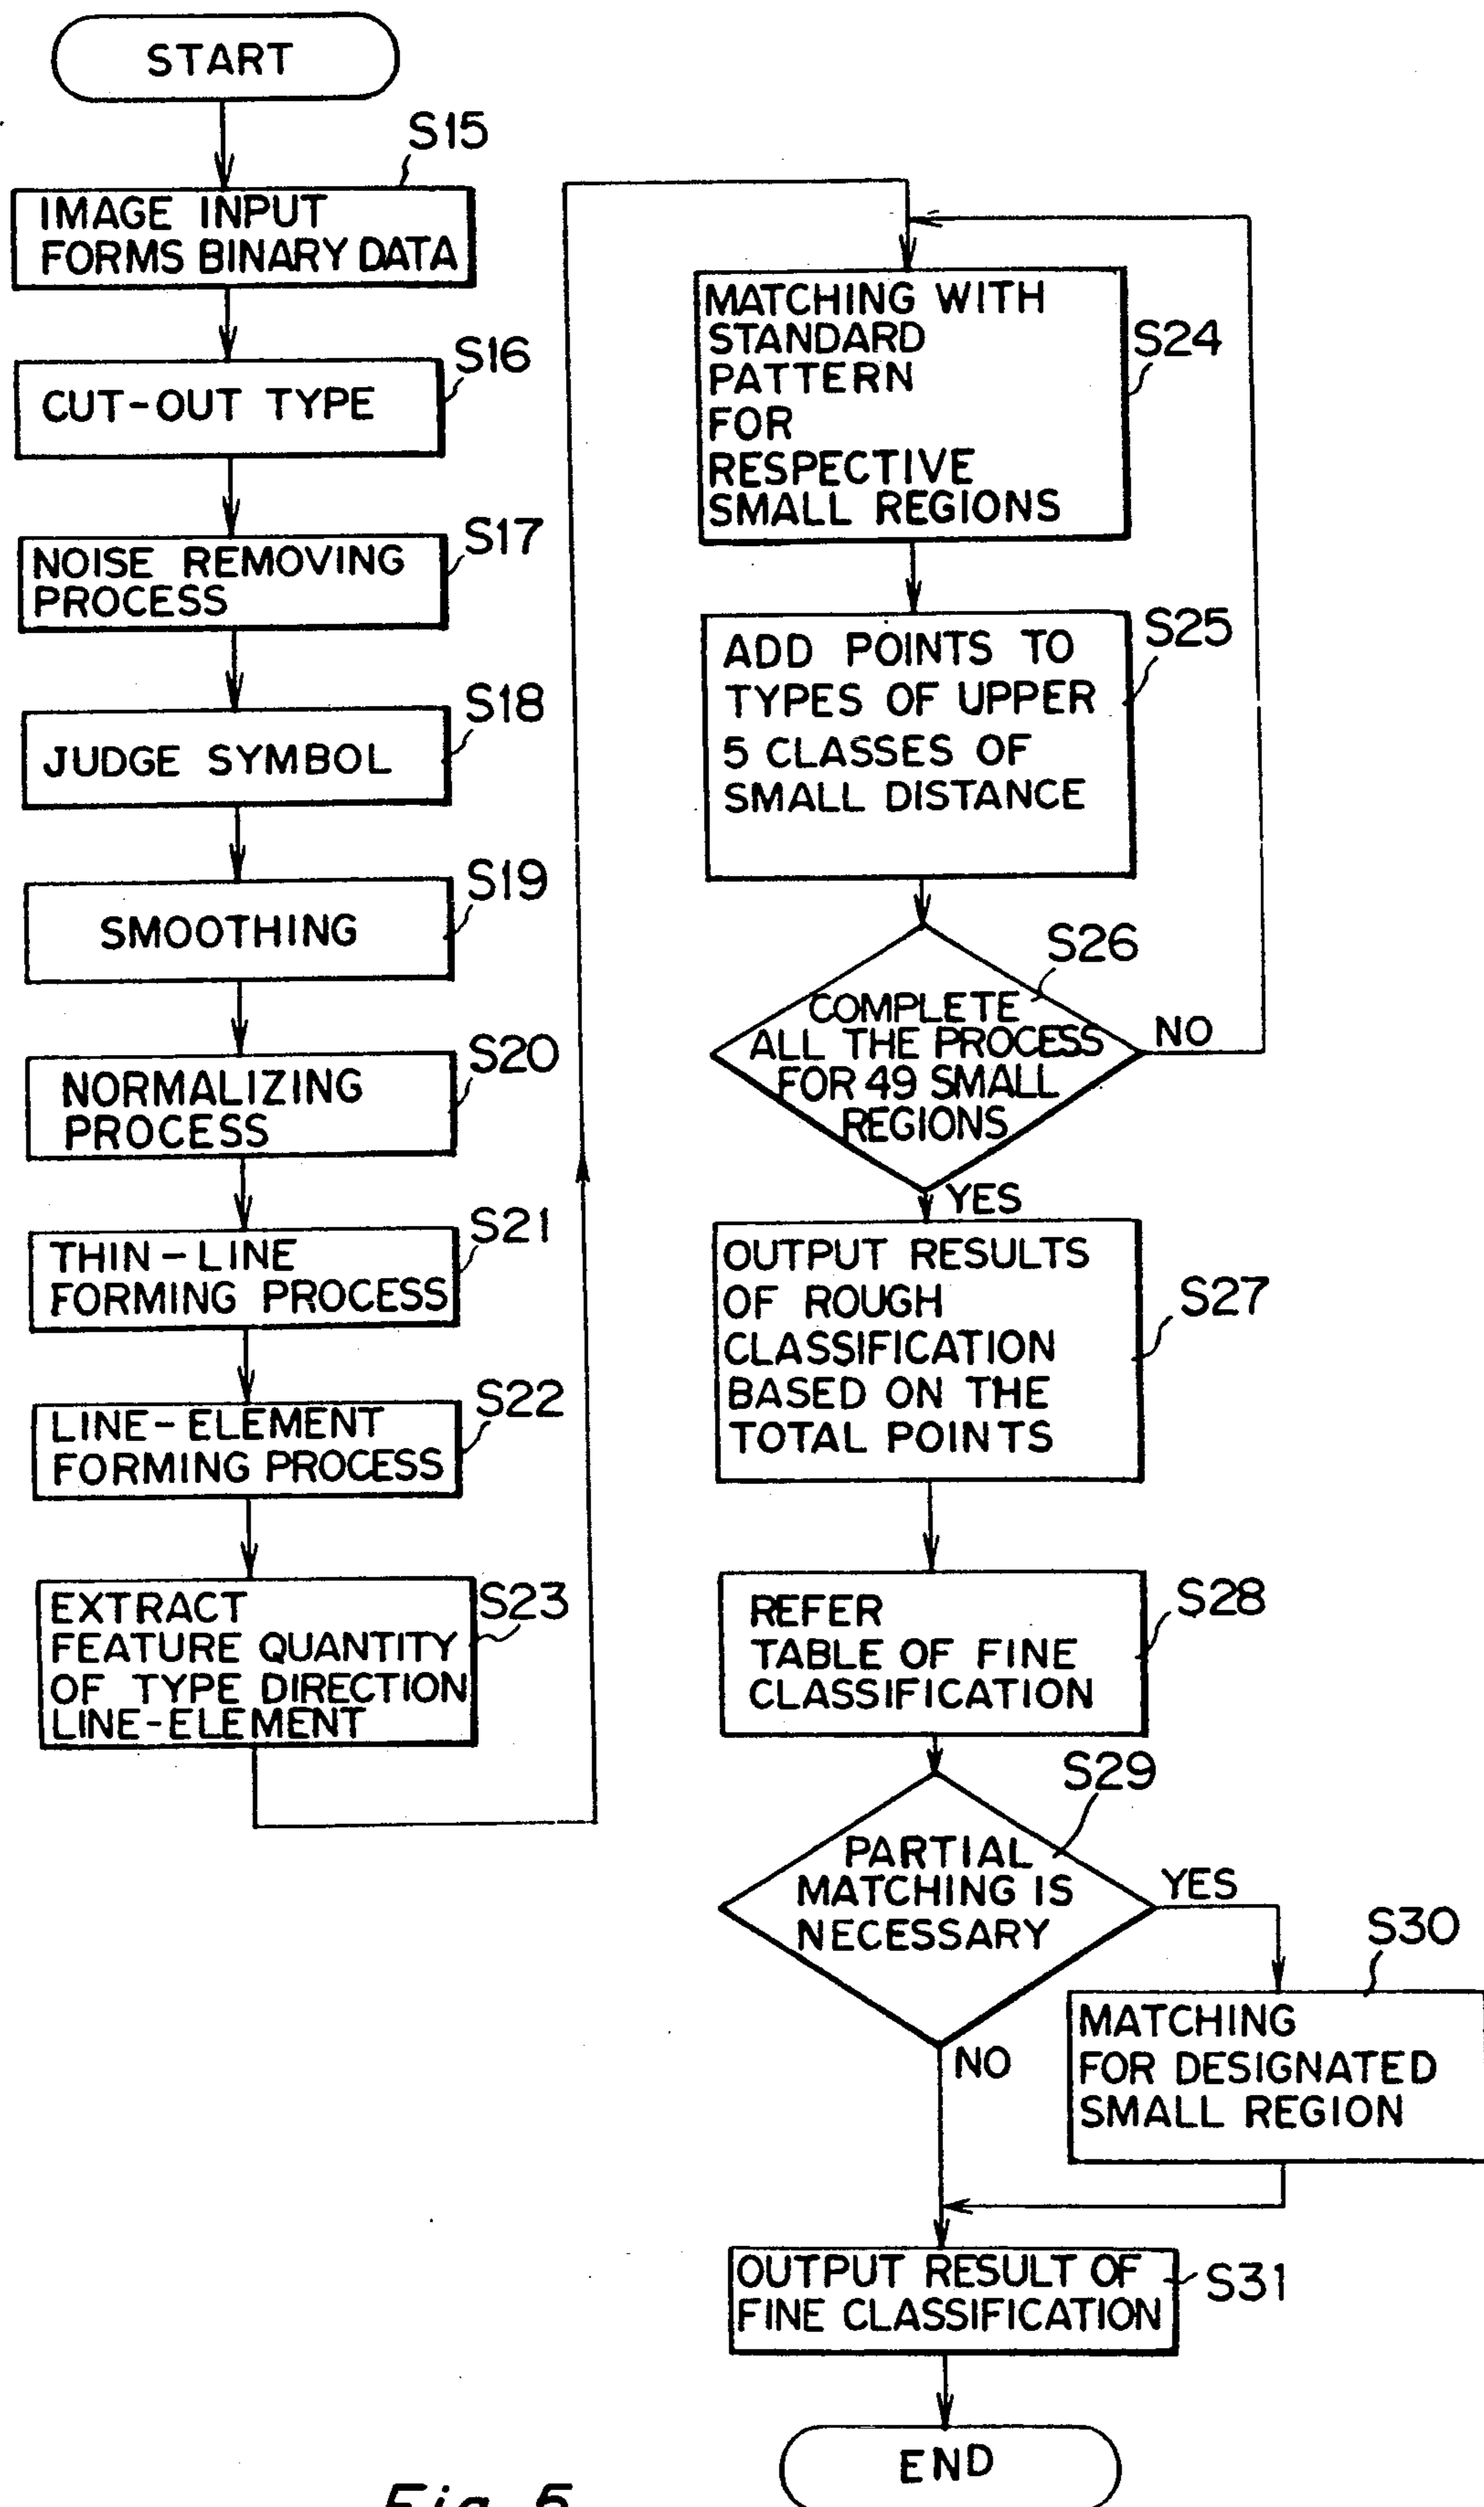 START
S15
IMAGE INPUT
FORMS BINARY DATA
S16
CUT-OUT TYPE
S17
NOISE REMOVING
PROCESS
S18
JUDGE SYMBOL
S19
SMOOTHING
S20
NORMALIZING
PROCESS
S21
THIN-LINE
FORMING PROCESS
S22
LINE-ELEMENT
FORMING PROCESS
S23
EXTRACT
FEATURE QUANTITY
OF TYPE DIRECTION
LINE-ELEMENT
S24
MATCHING WITH
STANDARD
PATTERN
FOR
RESPECTIVE
SMALL REGIONS
S25
ADD POINTS TO
TYPES OF UPPER
5 CLASSES OF
SMALL DISTANCE
S26
COMPLETE
ALL THE PROCESS
FOR 49 SMALL
REGIONS
NO
YES
S27
OUTPUT RESULTS
OF ROUGH
CLASSIFICATION
BASED ON THE
TOTAL POINTS
S28
REFER
TABLE OF FINE
CLASSIFICATION
S29
PARTIAL
MATCHING IS
NECESSARY
YES
NO
S30
MATCHING
FOR DESIGNATED
SMALL REGION
S31
OUTPUT RESULT OF
FINE CLASSIFICATION
END
Fig. 5